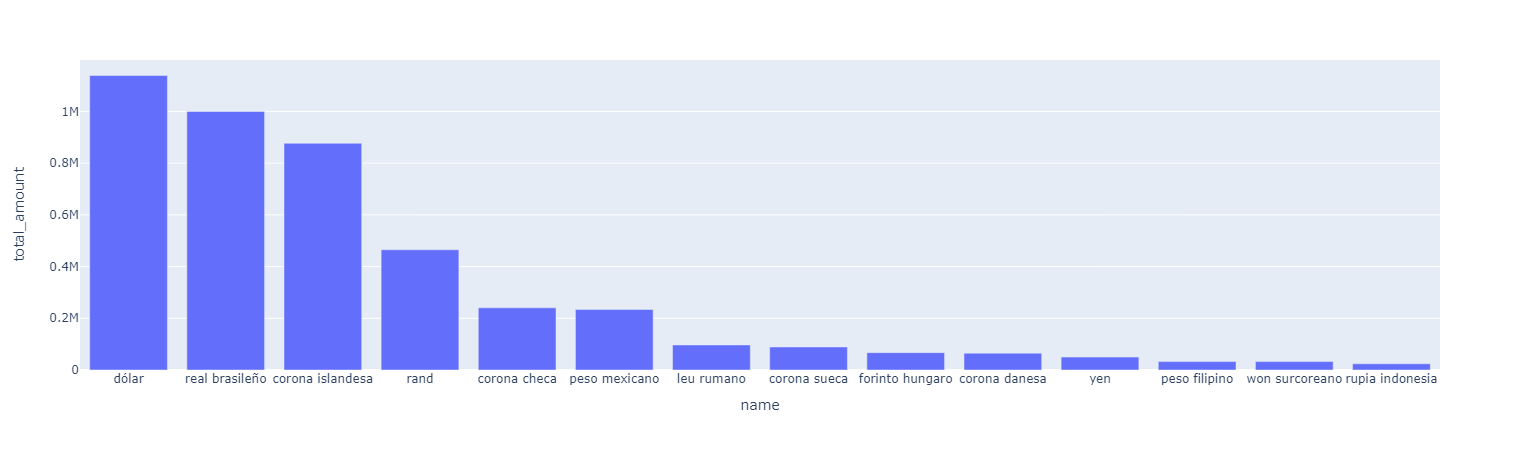 total_amount
1M
0.8M
0.6M
0.4M
0.2M
0
dólar real brasileño corona islandesa rand corona checa peso mexicano leu rumano corona sueca forinto hungaro corona danesa yen peso filipino won surcoreano rupia indonesia
name